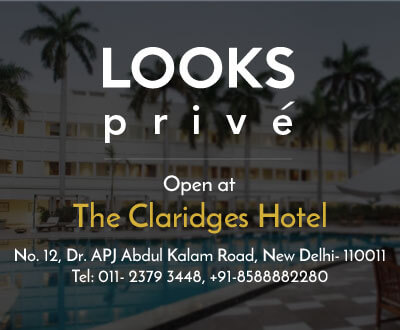 LOOKS
privé
Open at
The Claridges Hotel
No. 12, Dr. APJ Abdul Kalam Road, New Delhi- 110011
Tel: 011- 2379 3448, +91-8588882280